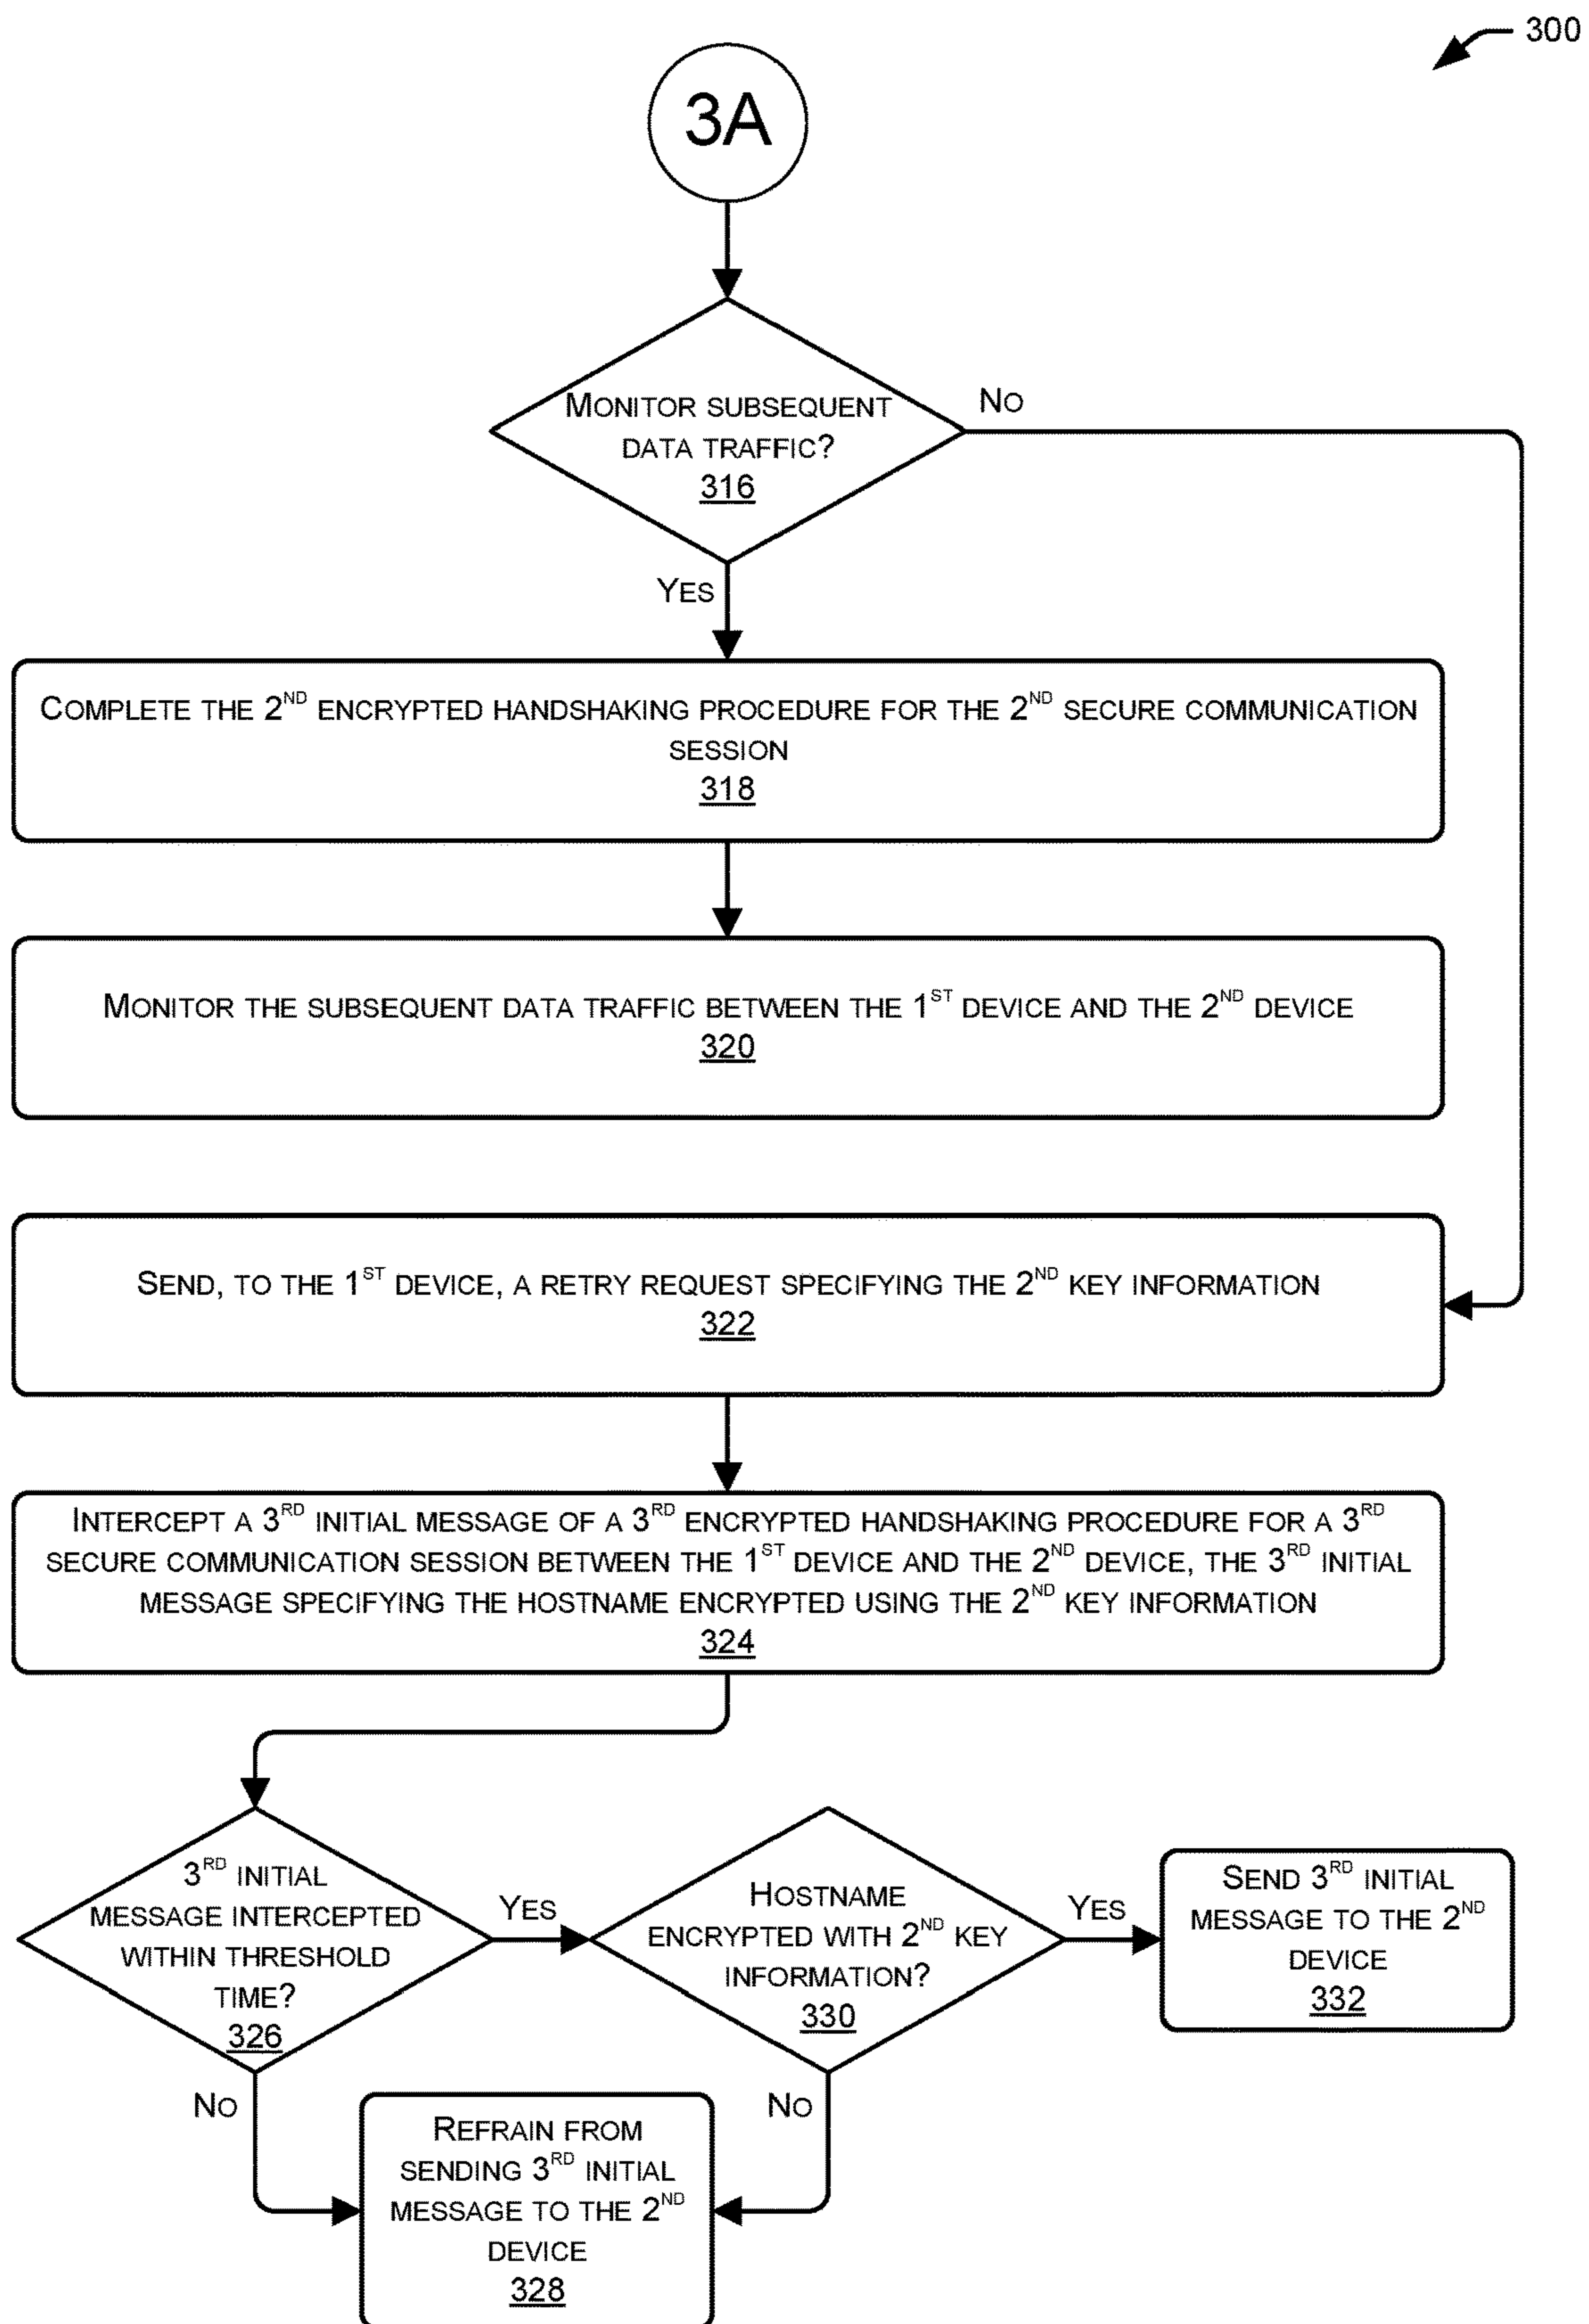 300
3A
MONITOR SUBSEQUENT
DATA TRAFFIC?
316
NO
YES
COMPLETE THE 2ND ENCRYPTED HANDSHAKING PROCEDURE FOR THE 2ND SECURE COMMUNICATION
SESSION
318
MONITOR THE SUBSEQUENT DATA TRAFFIC BETWEEN THE 1ST DEVICE AND THE 2ND DEVICE
320
SEND, TO THE 1ST DEVICE, A RETRY REQUEST SPECIFYING THE 2ND KEY INFORMATION
322
INTERCEPT A 3RD INITIAL MESSAGE OF A 3RD ENCRYPTED HANDSHAKING PROCEDURE FOR A 3RD
SECURE COMMUNICATION SESSION BETWEEN THE 1ST DEVICE AND THE 2ND DEVICE, THE 3RD INITIAL
MESSAGE SPECIFYING THE HOSTNAME ENCRYPTED USING THE 2ND KEY INFORMATION
324
3RD INITIAL
MESSAGE INTERCEPTED
WITHIN THRESHOLD
TIME?
326
YES
NO
HOSTNAME
ENCRYPTED WITH 2ND KEY
INFORMATION?
330
YES
NO
SEND 3RD INITIAL
MESSAGE TO THE 2ND
DEVICE
332
REFRAIN FROM
SENDING 3RD INITIAL
MESSAGE TO THE 2ND
DEVICE
328